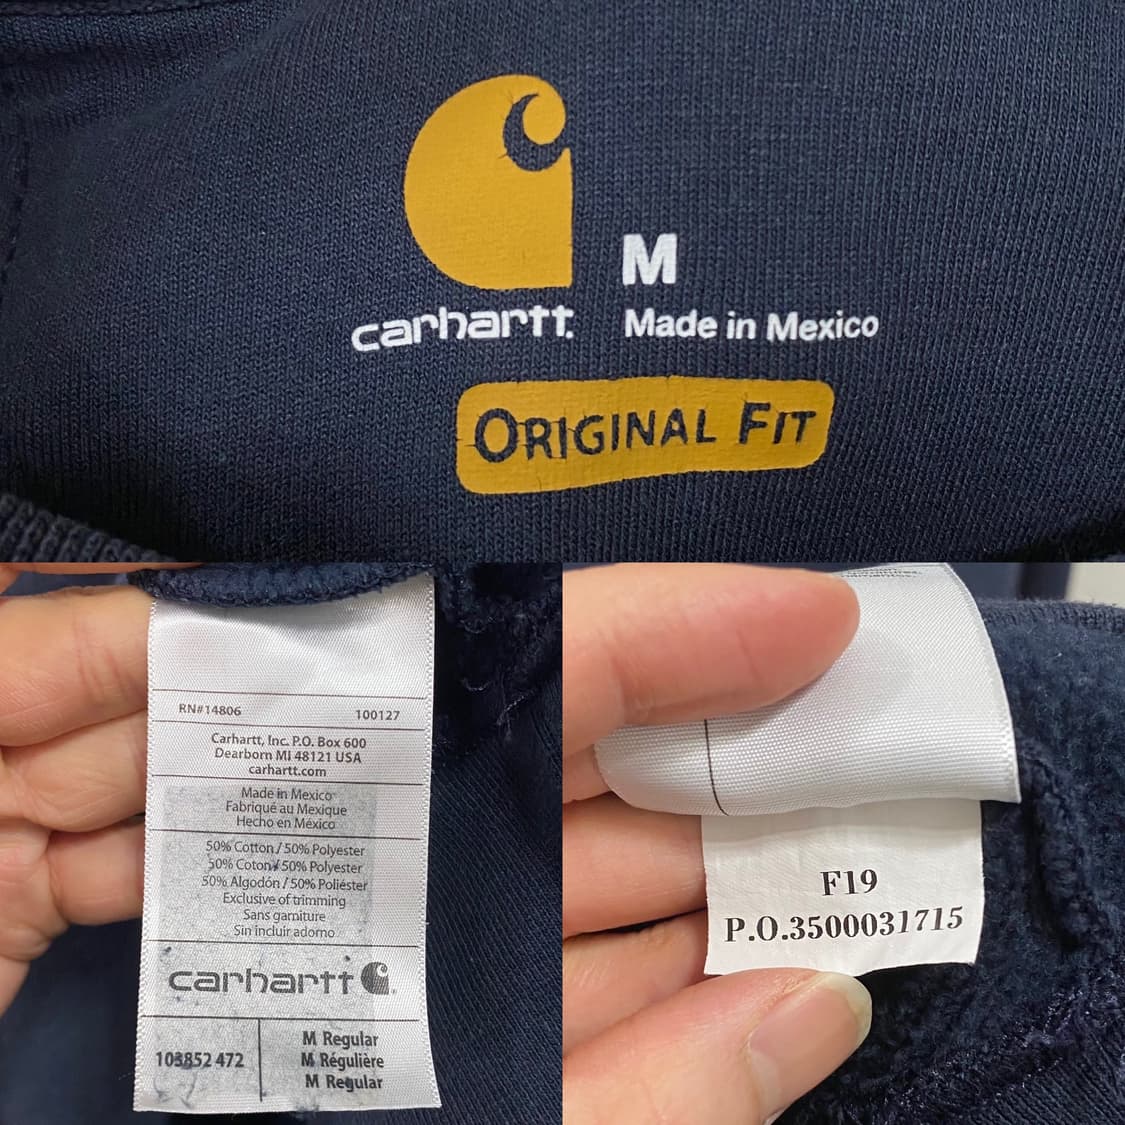 M
carhartt.
Made in Mexico
ORIGINAL FIT
RN#14806 100127
Carhartt, Inc. P.O. Box 600
Dearborn MI 48121 USA
carhartt.com
Made in Mexico
Fabriqué au Mexique
Hecho en México
50% Cotton / 50% Polyester
50% Coton / 50% Polyester
50% Algodón / 50% Poliéster
Exclusive of trimming
Sans garniture
Sin incluir adorno
carhartt
103852 472
M Regular
M Régulière
M Regular
F19
P.O.3500031715